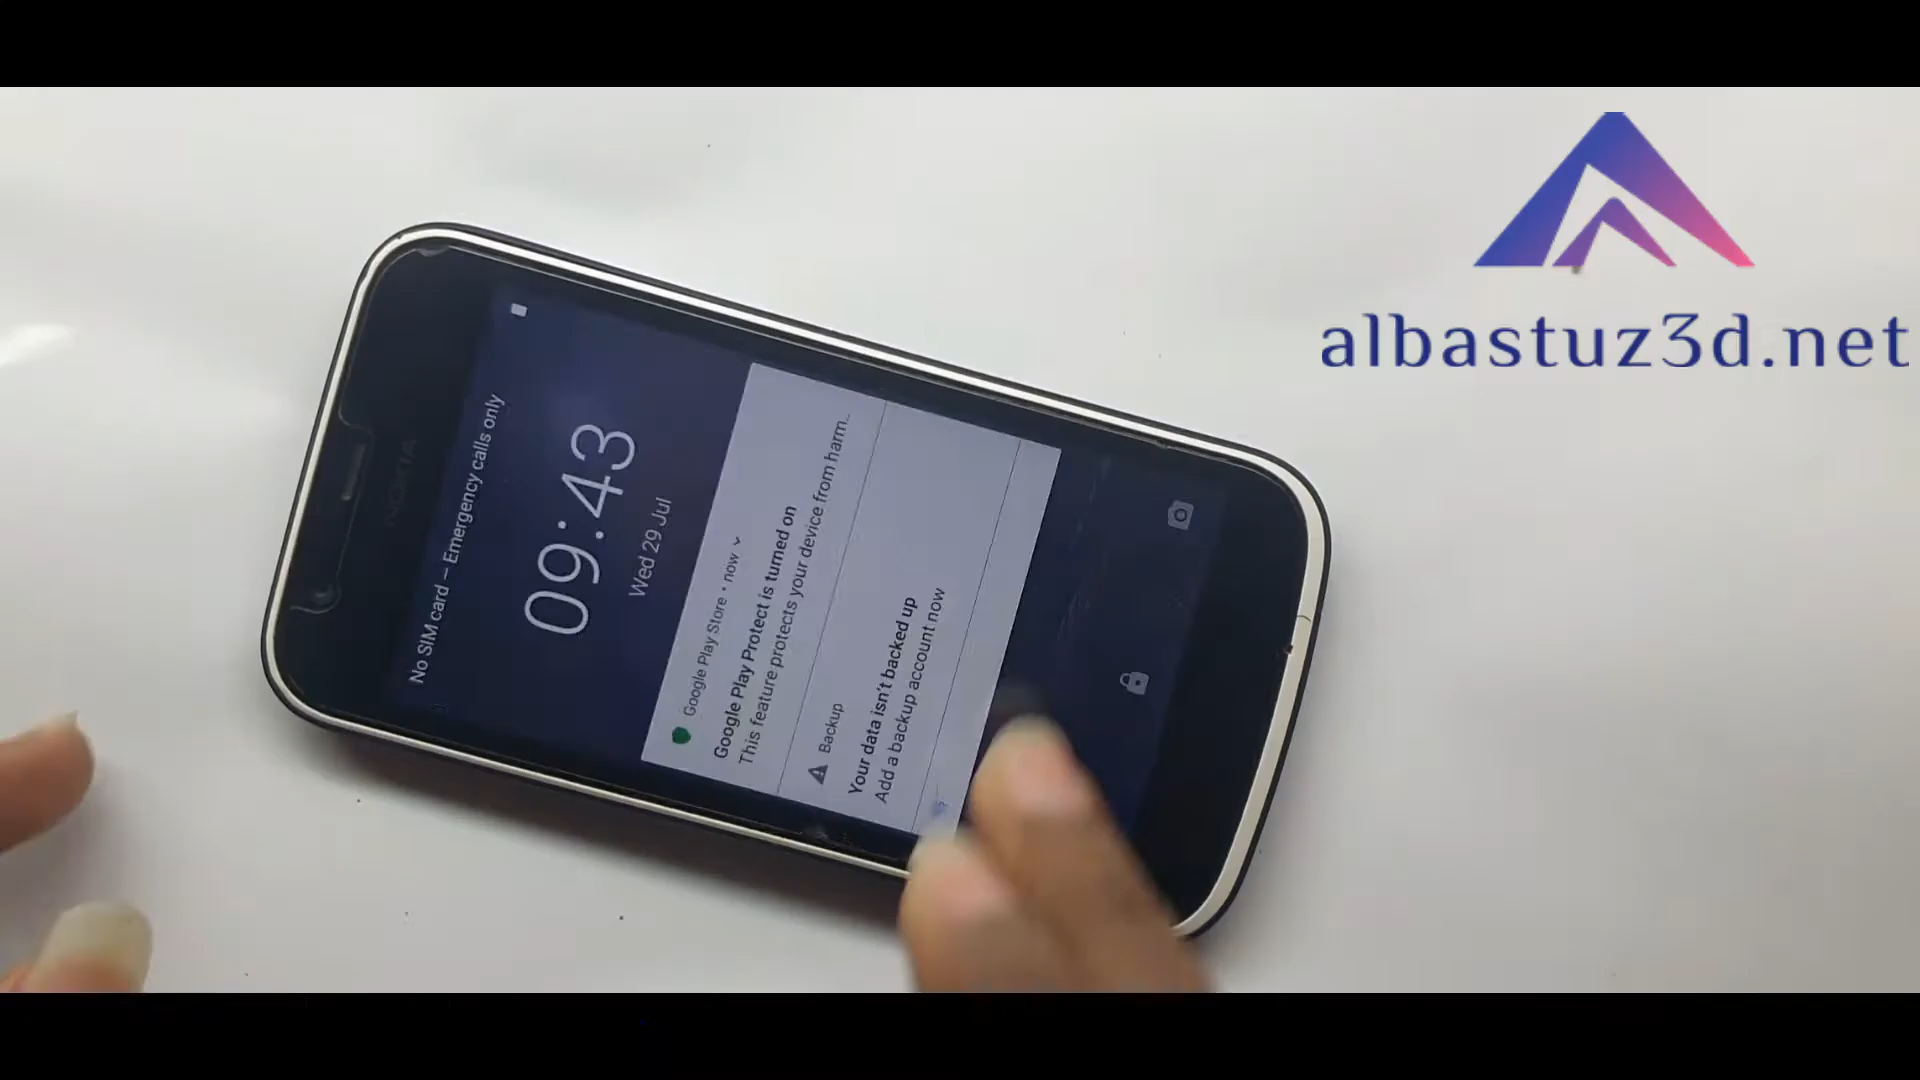 albastuz3d.net
NOKIA
No SIM card – Emergency calls only
09:43
Wed 29 Jul
Google Play Store • now
Google Play Protect is turned on
This feature protects your device from harm..
Backup
Your data isn't backed up
Add a backup account now